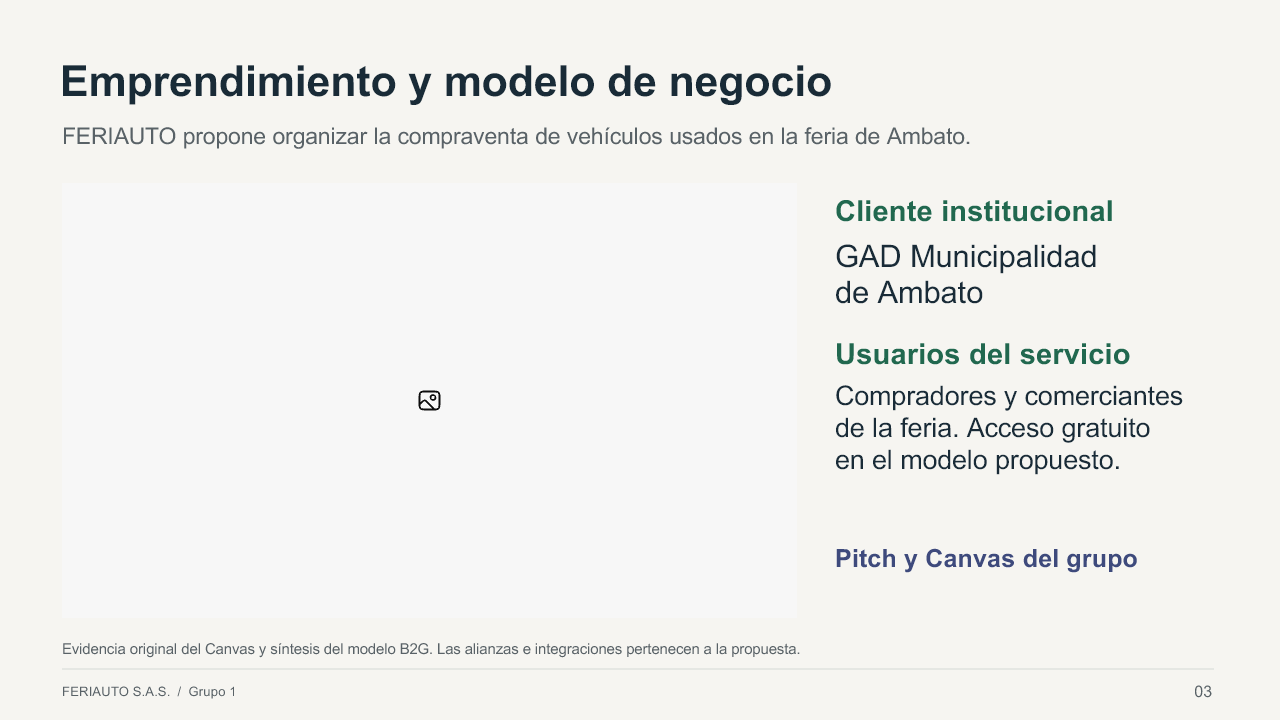 Emprendimiento y modelo de negocio
FERIAUTO propone organizar la compraventa de vehículos usados en la feria de Ambato.
Cliente institucional
GAD Municipalidad
de Ambato
Usuarios del servicio
Compradores y comerciantes
de la feria. Acceso gratuito
en el modelo propuesto.
Pitch y Canvas del grupo
Evidencia original del Canvas y síntesis del modelo B2G. Las alianzas e integraciones pertenecen a la propuesta.
FERIAUTO S.A.S. / Grupo 1
03